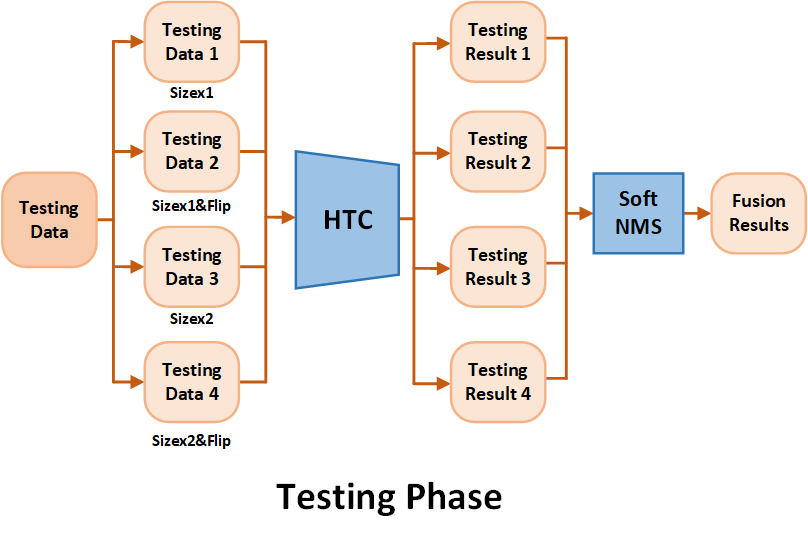 Testing
Data
Testing
Data 1
Sizex1
Testing
Data 2
Sizex1&Flip
Testing
Data 3
Sizex2
Testing
Data 4
Sizex2&Flip
HTC
Testing
Result 1
Testing
Result 2
Testing
Result 3
Testing
Result 4
Soft
NMS
Fusion
Results
Testing Phase